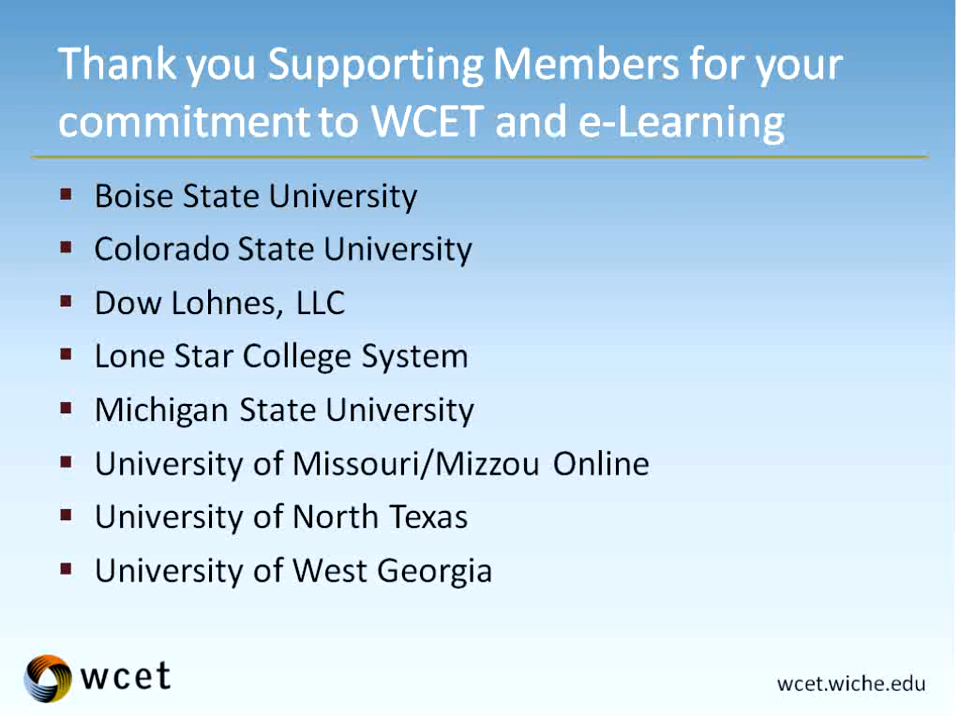 Thank you Supporting Members for your
commitment to WCET and e-Learning
▪ Boise State University
▪ Colorado State University
▪ Dow Lohnes, LLC
▪ Lone Star College System
▪ Michigan State University
▪ University of Missouri/Mizzou Online
▪ University of North Texas
▪ University of West Georgia
wcet
wcet.wiche.edu